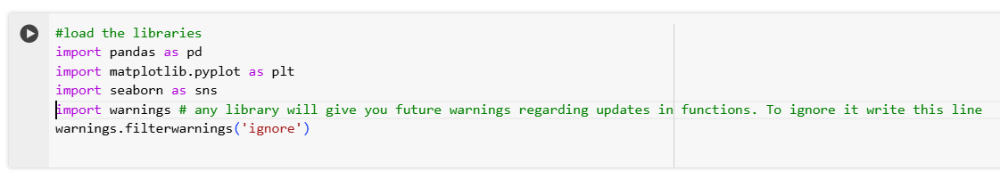 #load the libraries
import pandas as pd
import matplotlib.pyplot as plt
import seaborn as sns
import warnings # any library will give you future warnings regarding updates in functions. To ignore it write this line
warnings.filterwarnings('ignore')